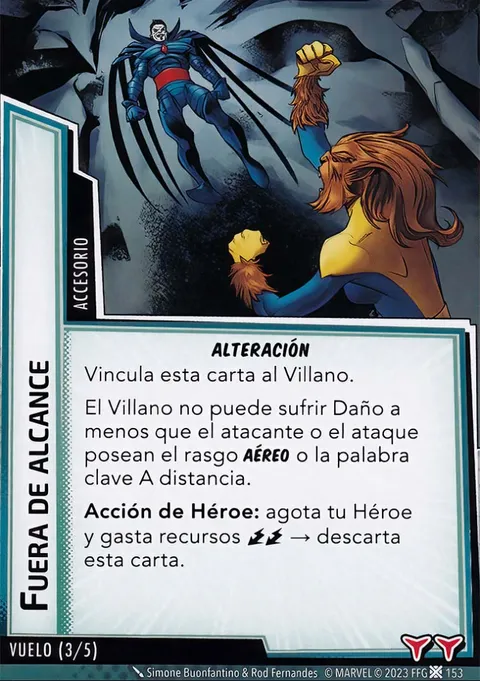 ACCESORIO
FUERA DE ALCANCE
ALTERACIÓN
Vincula esta carta al Villano.
El Villano no puede sufrir Daño a
menos que el atacante o el ataque
posean el rasgo AÉREO o la palabra
clave A distancia.
Acción de Héroe: agota tu Héroe
y gasta recursos → descarta
esta carta.
VUELO (3/5)
Simone Buonfantino & Rod Fernandes © MARVEL © 2023 FFG 153